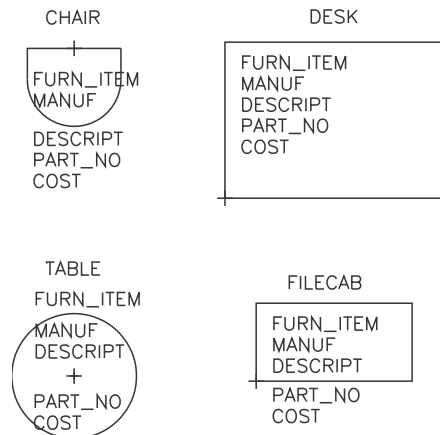 CHAIR
FURN_ITEM
MANUF
DESCRIPT
PART_NO
COST
DESK
FURN_ITEM
MANUF
DESCRIPT
PART_NO
COST
TABLE
FURN_ITEM
MANUF
DESCRIPT
PART_NO
COST
FILECAB
FURN_ITEM
MANUF
DESCRIPT
PART_NO
COST